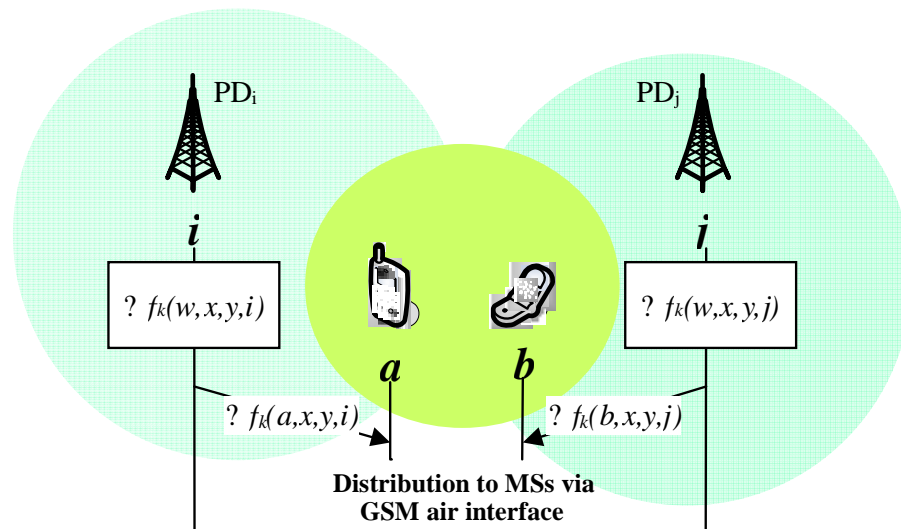 PDi
PDj
i
j
? fk(w,x,y,i)
? fk(w,x,y,j)
a
b
? fk(a,x,y,i)
? fk(b,x,y,j)
Distribution to MSs via
GSM air interface